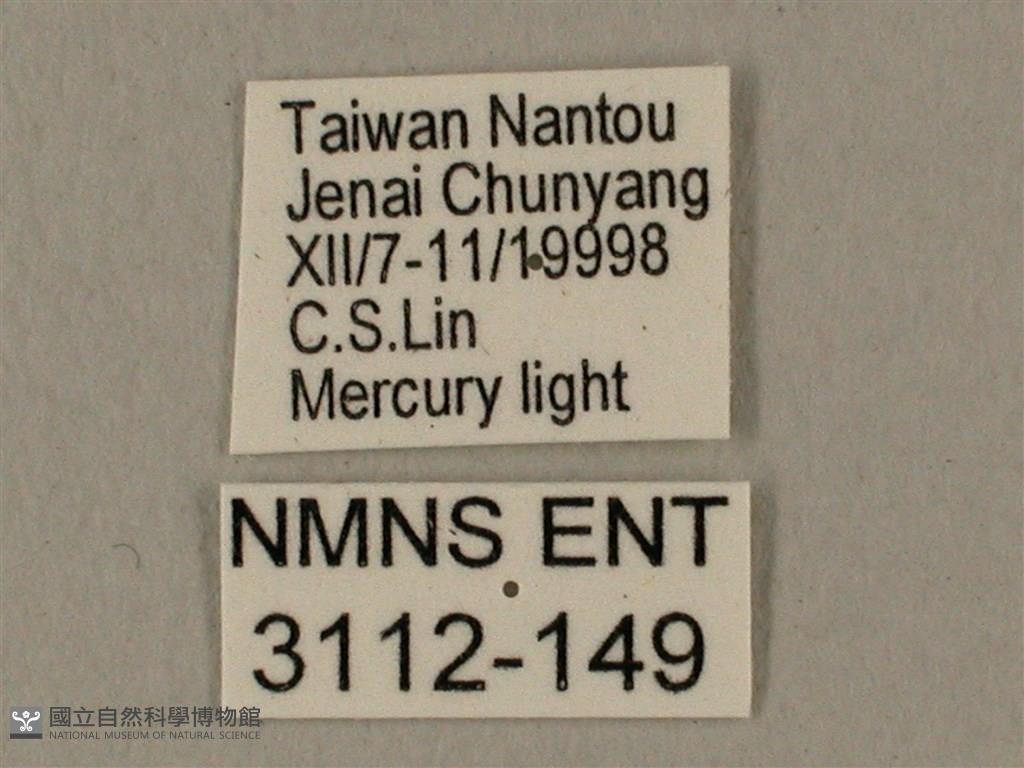 Taiwan Nantou
Jenai Chunyang
XII/7-11/19998
C.S.Lin
Mercury light
NMNS ENT
3112-149
國立自然科學博物館
NATIONAL MUSEUM OF NATURAL SCIENCE